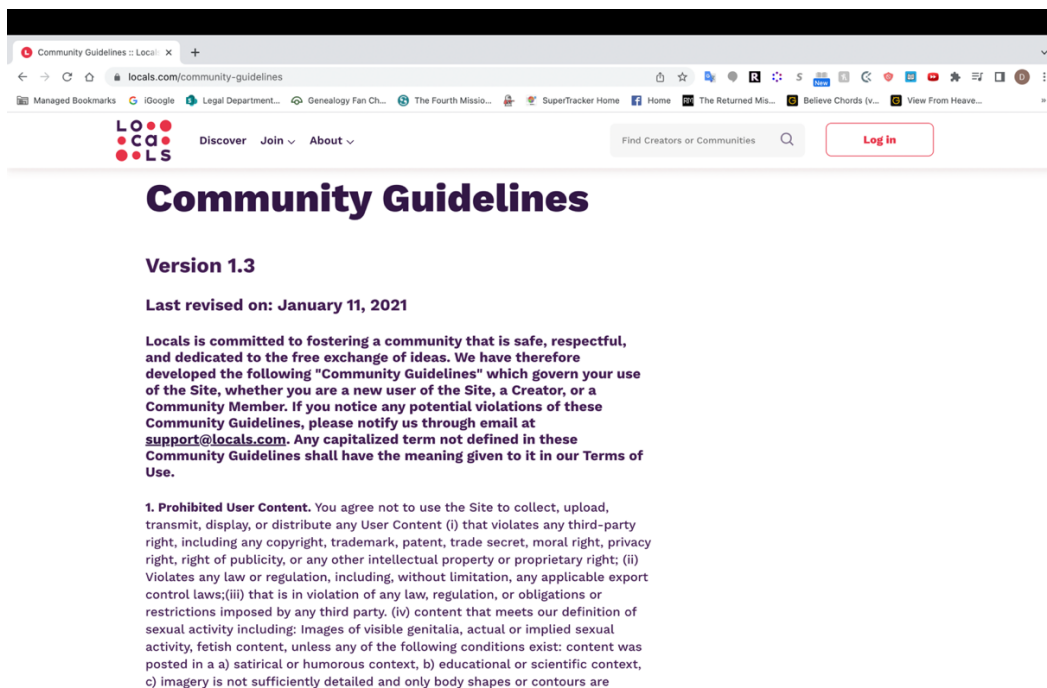 Community Guidelines :: Local
locals.com/community-guidelines
New
D
Managed Bookmarks iGoogle Legal Department... Genealogy Fan Ch... The Fourth Missio... SuperTracker Home Home The Returned Mis... Believe Chords (v... View From Heave... »
LOCALS
Discover Join About
Find Creators or Communities
Log in
Community Guidelines
Version 1.3
Last revised on: January 11, 2021
Locals is committed to fostering a community that is safe, respectful,
and dedicated to the free exchange of ideas. We have therefore
developed the following "Community Guidelines" which govern your use
of the Site, whether you are a new user of the Site, a Creator, or a
Community Member. If you notice any potential violations of these
Community Guidelines, please notify us through email at
support@locals.com. Any capitalized term not defined in these
Community Guidelines shall have the meaning given to it in our Terms of
Use.
1. Prohibited User Content. You agree not to use the Site to collect, upload,
transmit, display, or distribute any User Content (i) that violates any third-party
right, including any copyright, trademark, patent, trade secret, moral right, privacy
right, right of publicity, or any other intellectual property or proprietary right; (ii)
Violates any law or regulation, including, without limitation, any applicable export
control laws;(iii) that is in violation of any law, regulation, or obligations or
restrictions imposed by any third party. (iv) content that meets our definition of
sexual activity including: Images of visible genitalia, actual or implied sexual
activity, fetish content, unless any of the following conditions exist: content was
posted in a a) satirical or humorous context, b) educational or scientific context,
c) imagery is not sufficiently detailed and only body shapes or contours are